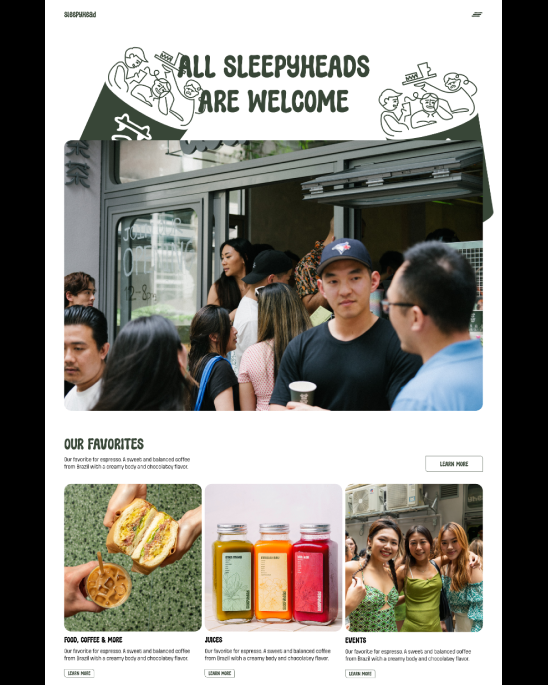 SleepyHead
ALL SLEEPYHEADS
ARE WELCOME
OUR FAVORITES
Our favorite for espresso. A sweet and balanced coffee
from Brazil with a creamy body and chocolatey flavor.
LEARN MORE
FOOD, COFFEE & MORE
Our favorite for espresso. A sweet and balanced coffee
from Brazil with a creamy body and chocolatey flavor.
LEARN MORE
JUICES
Our favorite for espresso. A sweet and balanced coffee
from Brazil with a creamy body and chocolatey flavor.
LEARN MORE
EVENTS
Our favorite for espresso. A sweet and balanced coffee
from Brazil with a creamy body and chocolatey flavor.
LEARN MORE